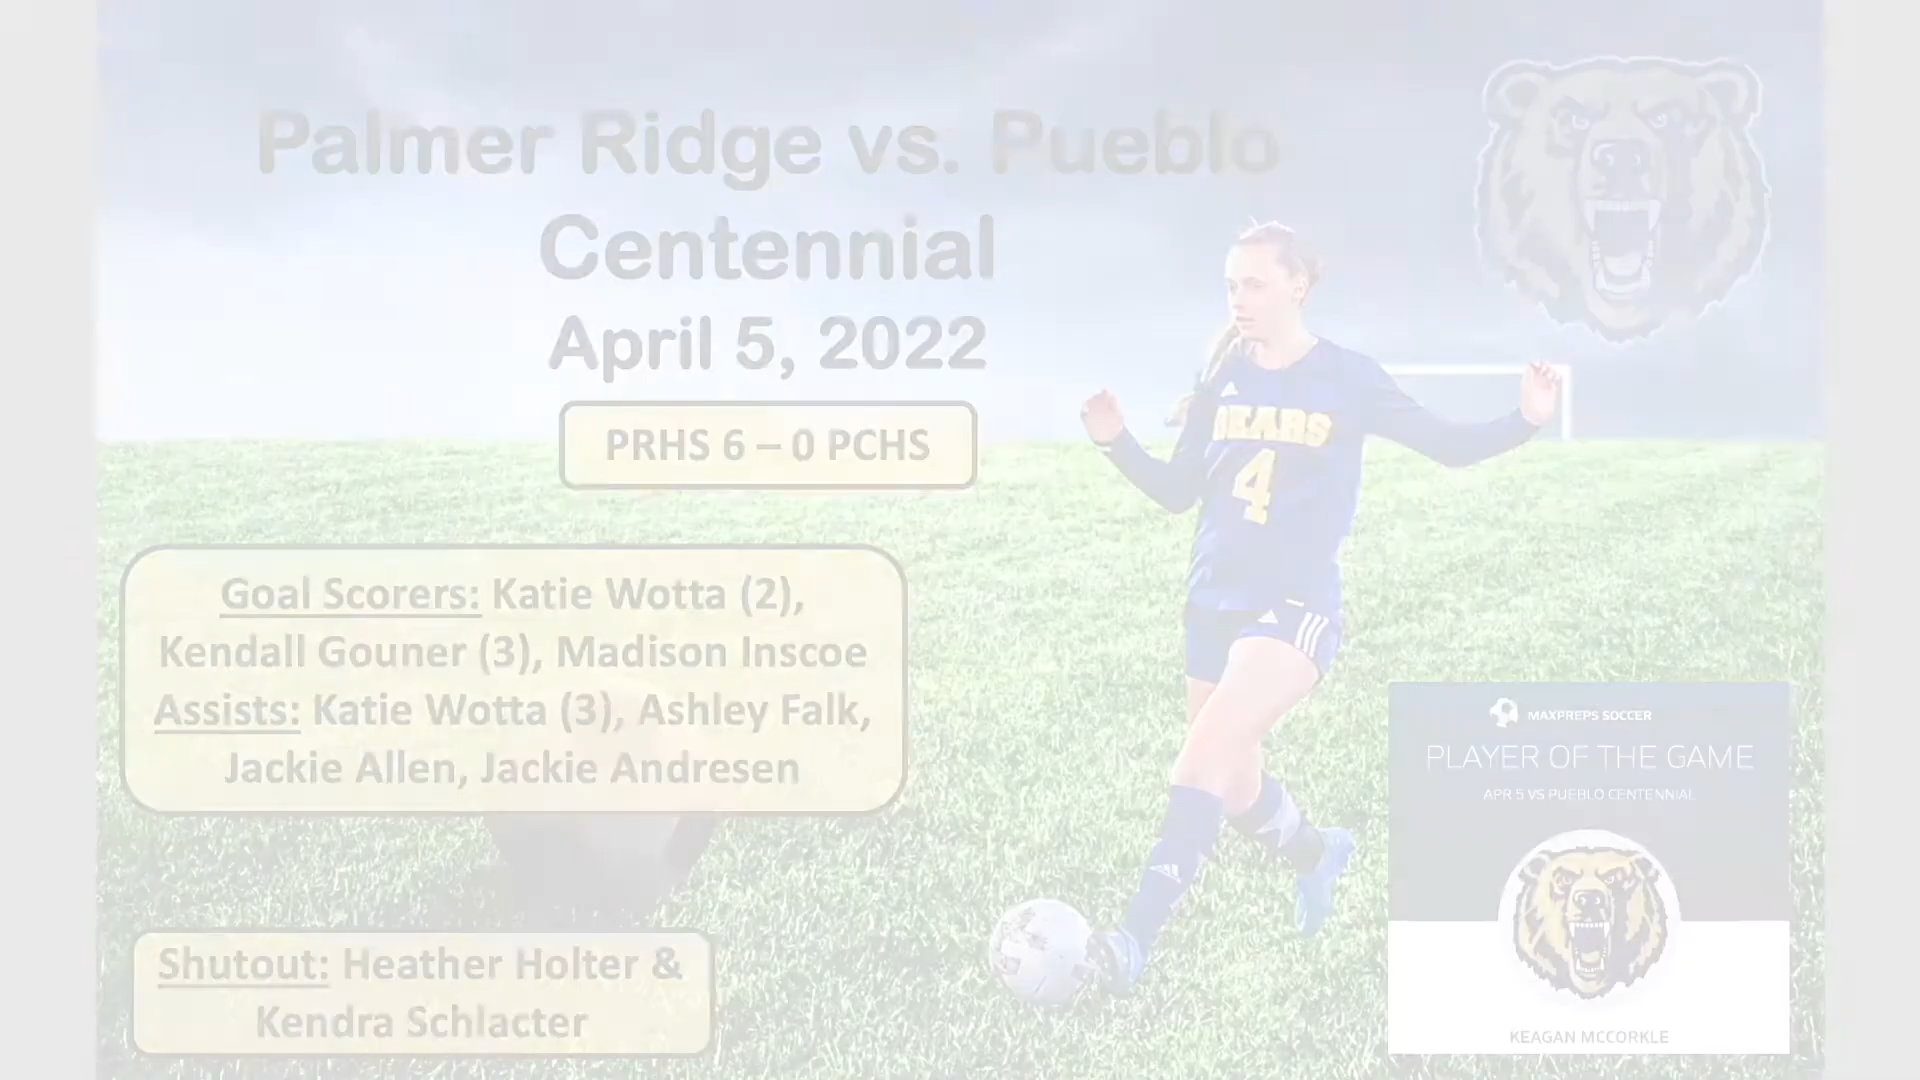 Palmer Ridge vs. Pueblo
Centennial
April 5, 2022
PRHS 6 – 0 PCHS
BEARS
4
Goal Scorers: Katie Wotta (2),
Kendall Gouner (3), Madison Inscoe
Assists: Katie Wotta (3), Ashley Falk,
Jackie Allen, Jackie Andresen
Shutout: Heather Holter &
Kendra Schlacter
MAXPREPS SOCCER
PLAYER OF THE GAME
APR 5 VS PUEBLO CENTENNIAL
KEAGAN MCCORKLE